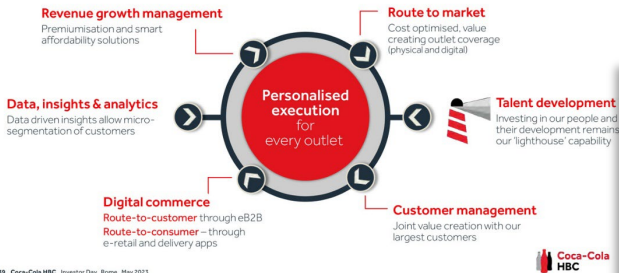 Revenue growth management
Premiumisation and smart
affordability solutions
Route to market
Cost optimised, value
creating outlet coverage
(physical and digital)
Data, insights & analytics
Data driven insights allow micro-
segmentation of customers
Personalised
execution
for
every outlet
Talent development
Investing in our people and
their development remains
our 'lighthouse' capability
Digital commerce
Route-to-customer through eB2B
Route-to-consumer – through
e-retail and delivery apps
Customer management
Joint value creation with our
largest customers
Coca-Cola HBC Investor Day, Rome, May 2023
Coca-Cola
HBC